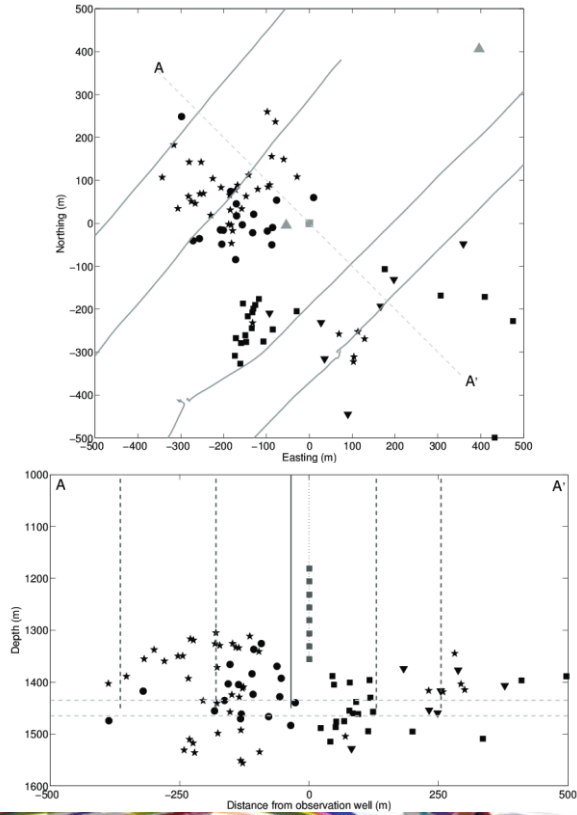 500
400
300
200
100
0
−100
−200
−300
−400
−500
Northing (m)
A
A'
−500 −400 −300 −200 −100 0 100 200 300 400 500
Easting (m)
A A'
1000
1100
1200
1300
1400
1500
1600
Depth (m)
−500 −250 0 250 500
Distance from observation well (m)